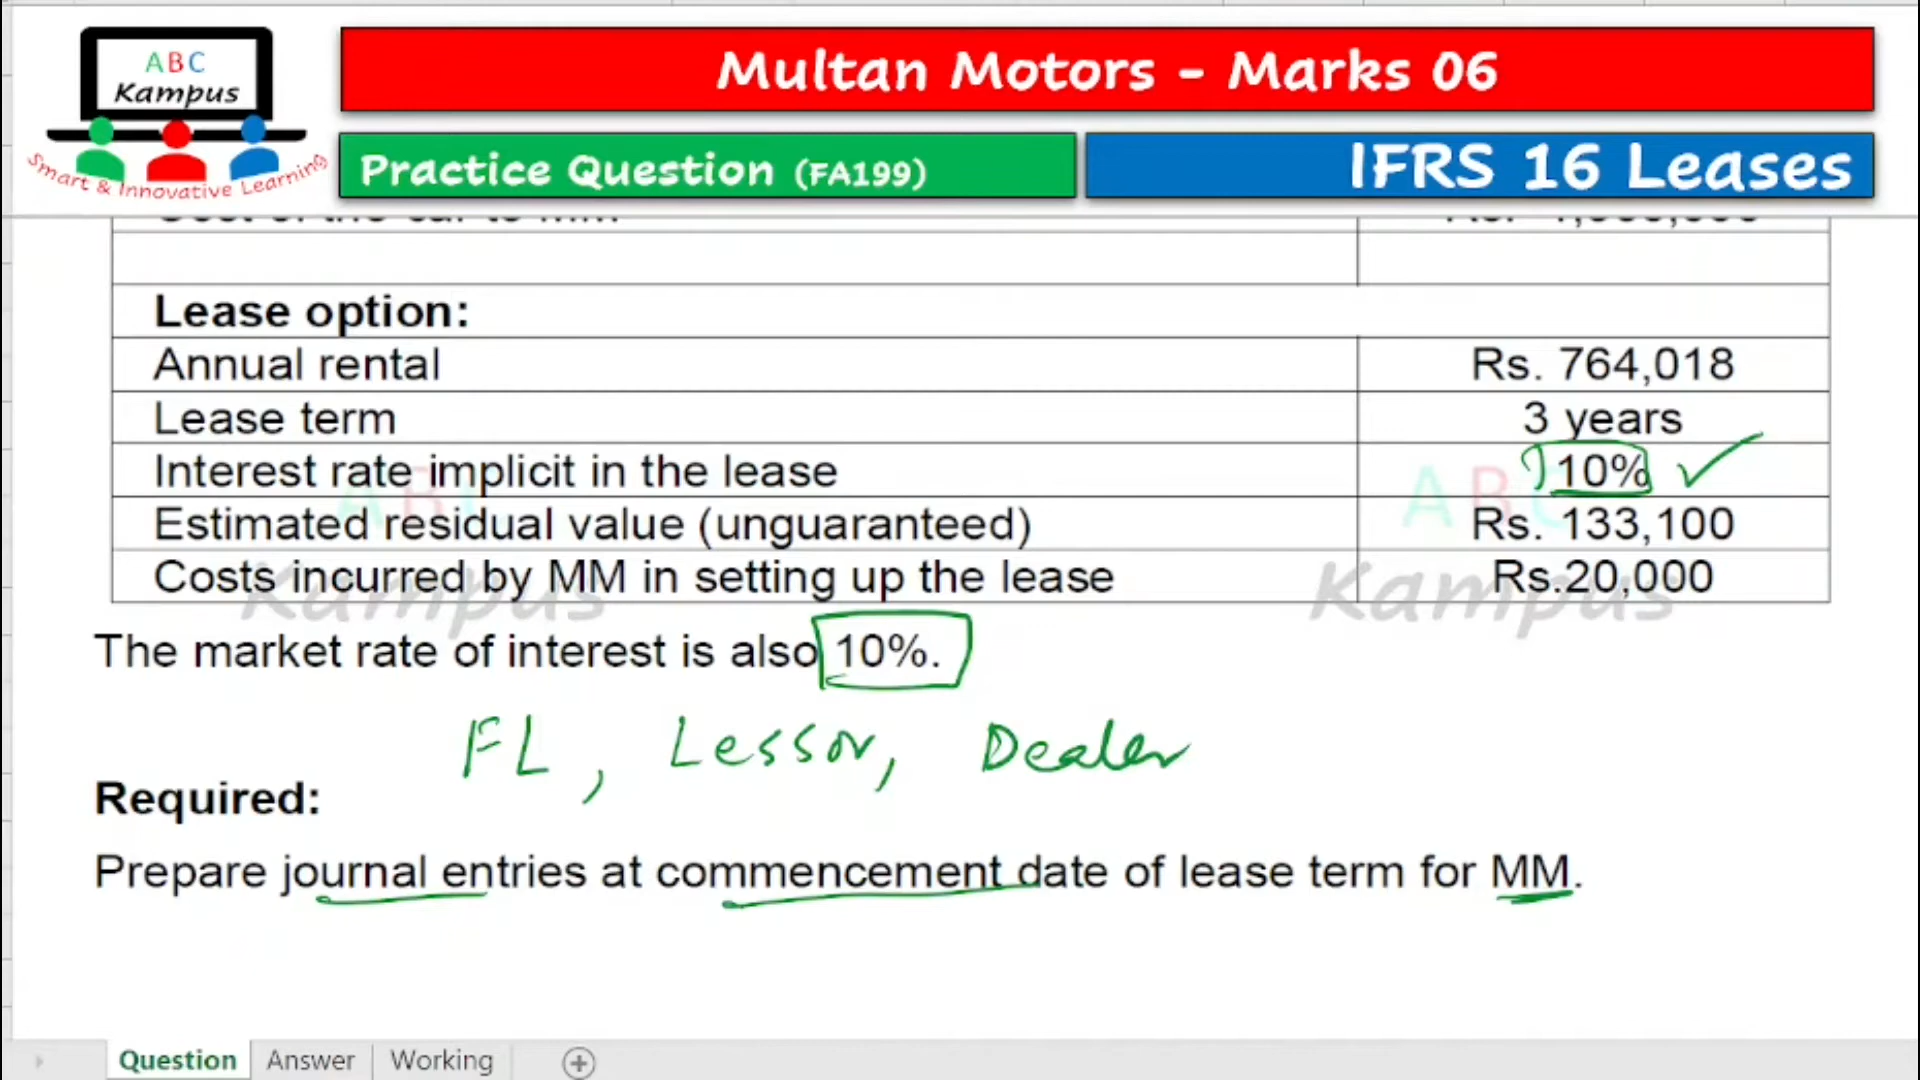 ABC
Kampus
Smart & Innovative Learning
Multan Motors - Marks 06
Practice Question (FA199)
IFRS 16 Leases
Lease option:
Annual rental Rs. 764,018
Lease term 3 years
Interest rate implicit in the lease 10%
Estimated residual value (unguaranteed) Rs. 133,100
Costs incurred by MM in setting up the lease Rs.20,000
ABC
Kampus
ABC
Kampus
The market rate of interest is also 10%.
FL, Lessor, Dealer
Required:
Prepare journal entries at commencement date of lease term for MM.
Question Answer Working